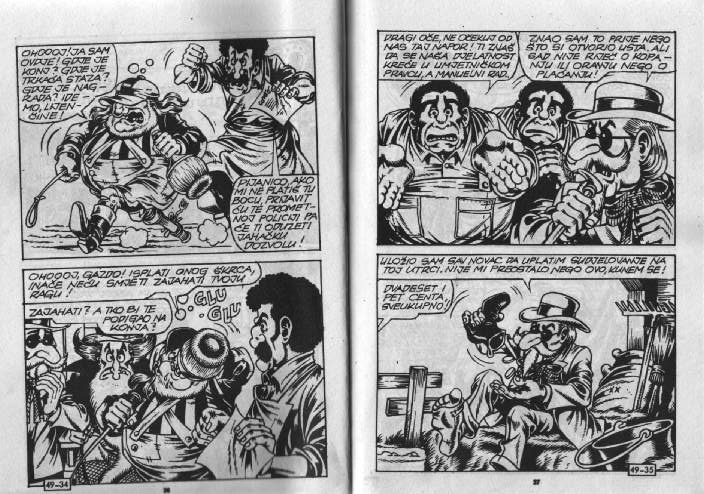 OHOOOJ! JA SAM
OVDJE! GDJE JE
KONJ? GDJE JE
TRKAĆA STAZA?
GDJE JE NAG-
RADA? IDE-
MO, LIJEN-
ČINE!
PIJANICO, AKO
MI NE PLATIŠ TU
BOCU, PRIJAVIT
ĆU TE PROMET-
NOJ POLICIJI PA
ĆE TI ODUZETI
JAHAČKU
DOZVOLU!
OHOOOJ, GAZDO! ISPLATI ONOG ŠKRCA,
INAČE NEĆU SMJETI ZAJAHATI TVOJU
RAGU!
ZAJAHATI? A TKO BI TE
PODIGAO NA
KONJA?
GLU
GLU
49-34
DRAGI OČE, NE OČEKUJ OD
NAS TAJ NAPOR! TI ZNAŠ
DA SE NAŠA DJELATNOST
KREĆE U UMJETNIČKOM
PRAVCU, A MANUELNI RAD,
ZNAO SAM TO PRIJE NEGO
ŠTO SI OTVORIO USTA, ALI
SAD NIJE RIJEČ O KOPA-
NJU ILI ORANJU NEGO O
PLAĆANJU!
ULOŽIO SAM SAV NOVAC DA UPLATIM SUDJELOVANJE NA
TOJ UTRCI. NIJE MI PREOSTALO NEGO OVO, KUNEM SE!
DVADESET I
PET CENTA,
SVEUKUPNO!
37
49-35